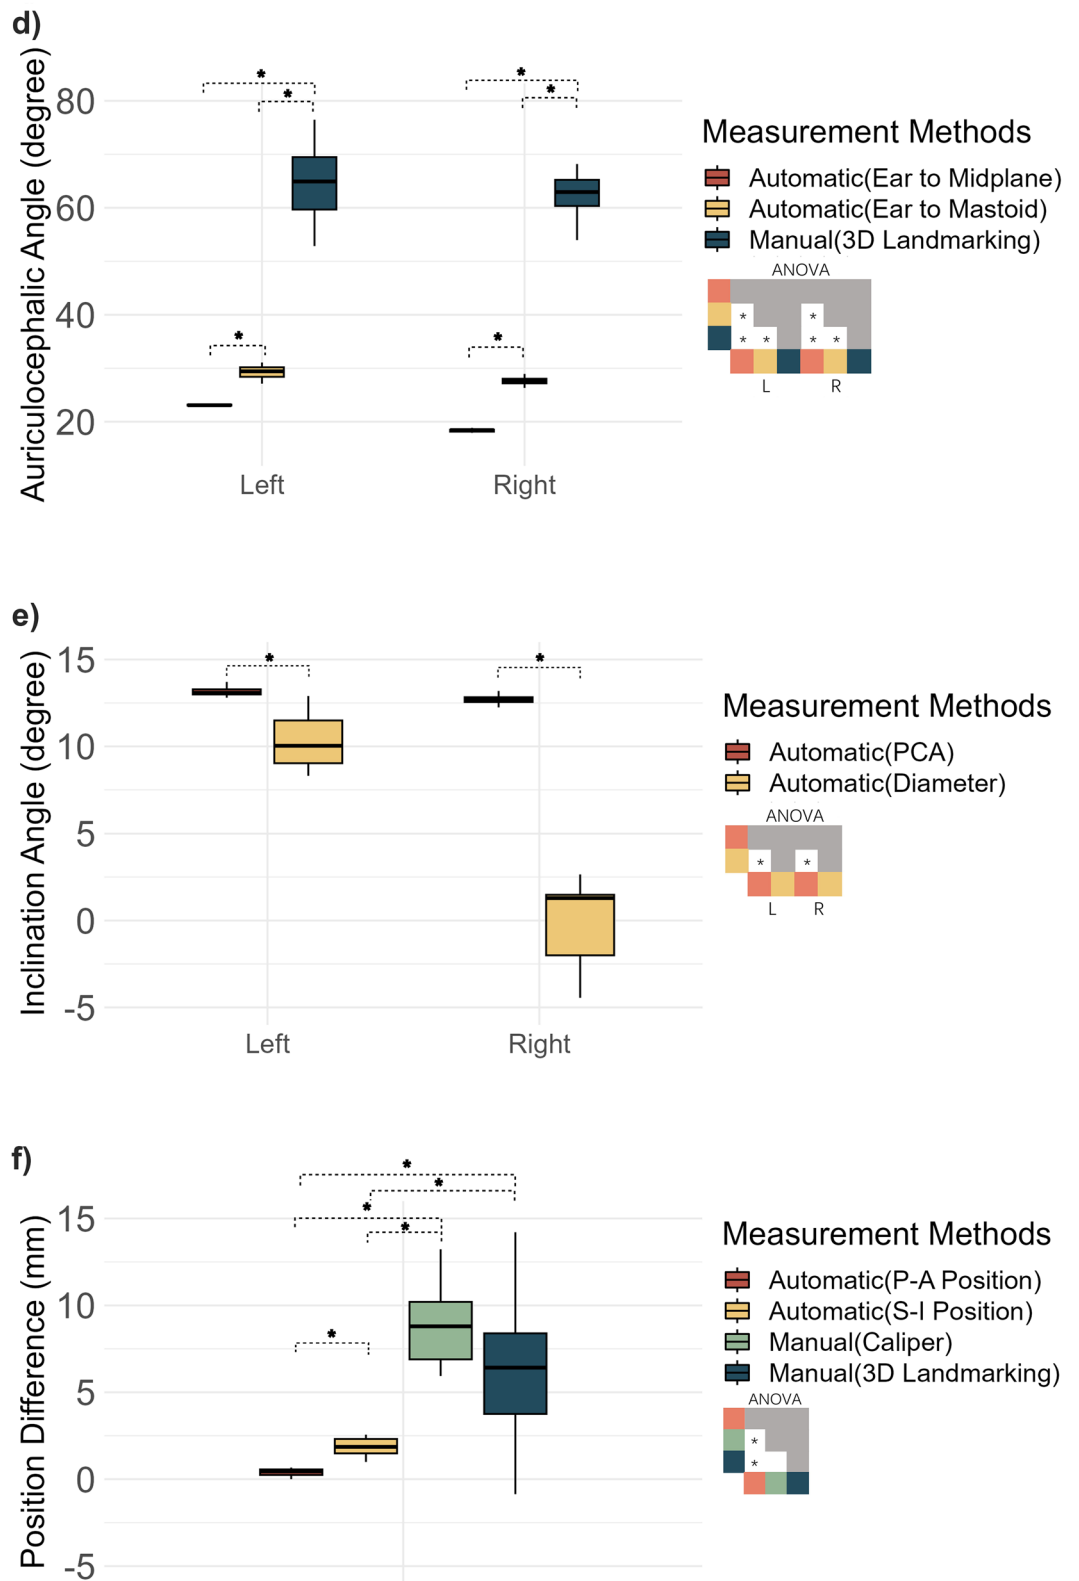 d)
Auriculocephalic Angle (degree)
80
60
40
20
* * * * * *
Left Right
Measurement Methods
Automatic(Ear to Midplane)
Automatic(Ear to Mastoid)
Manual(3D Landmarking)
ANOVA
* *
* * * *
L R
e)
Inclination Angle (degree)
15
10
5
0
-5
* *
Left Right
Measurement Methods
Automatic(PCA)
Automatic(Diameter)
ANOVA
* *
L R
f)
Position Difference (mm)
15
10
5
0
-5
*
*
*
*
*
Measurement Methods
Automatic(P-A Position)
Automatic(S-I Position)
Manual(Caliper)
Manual(3D Landmarking)
ANOVA
*
*